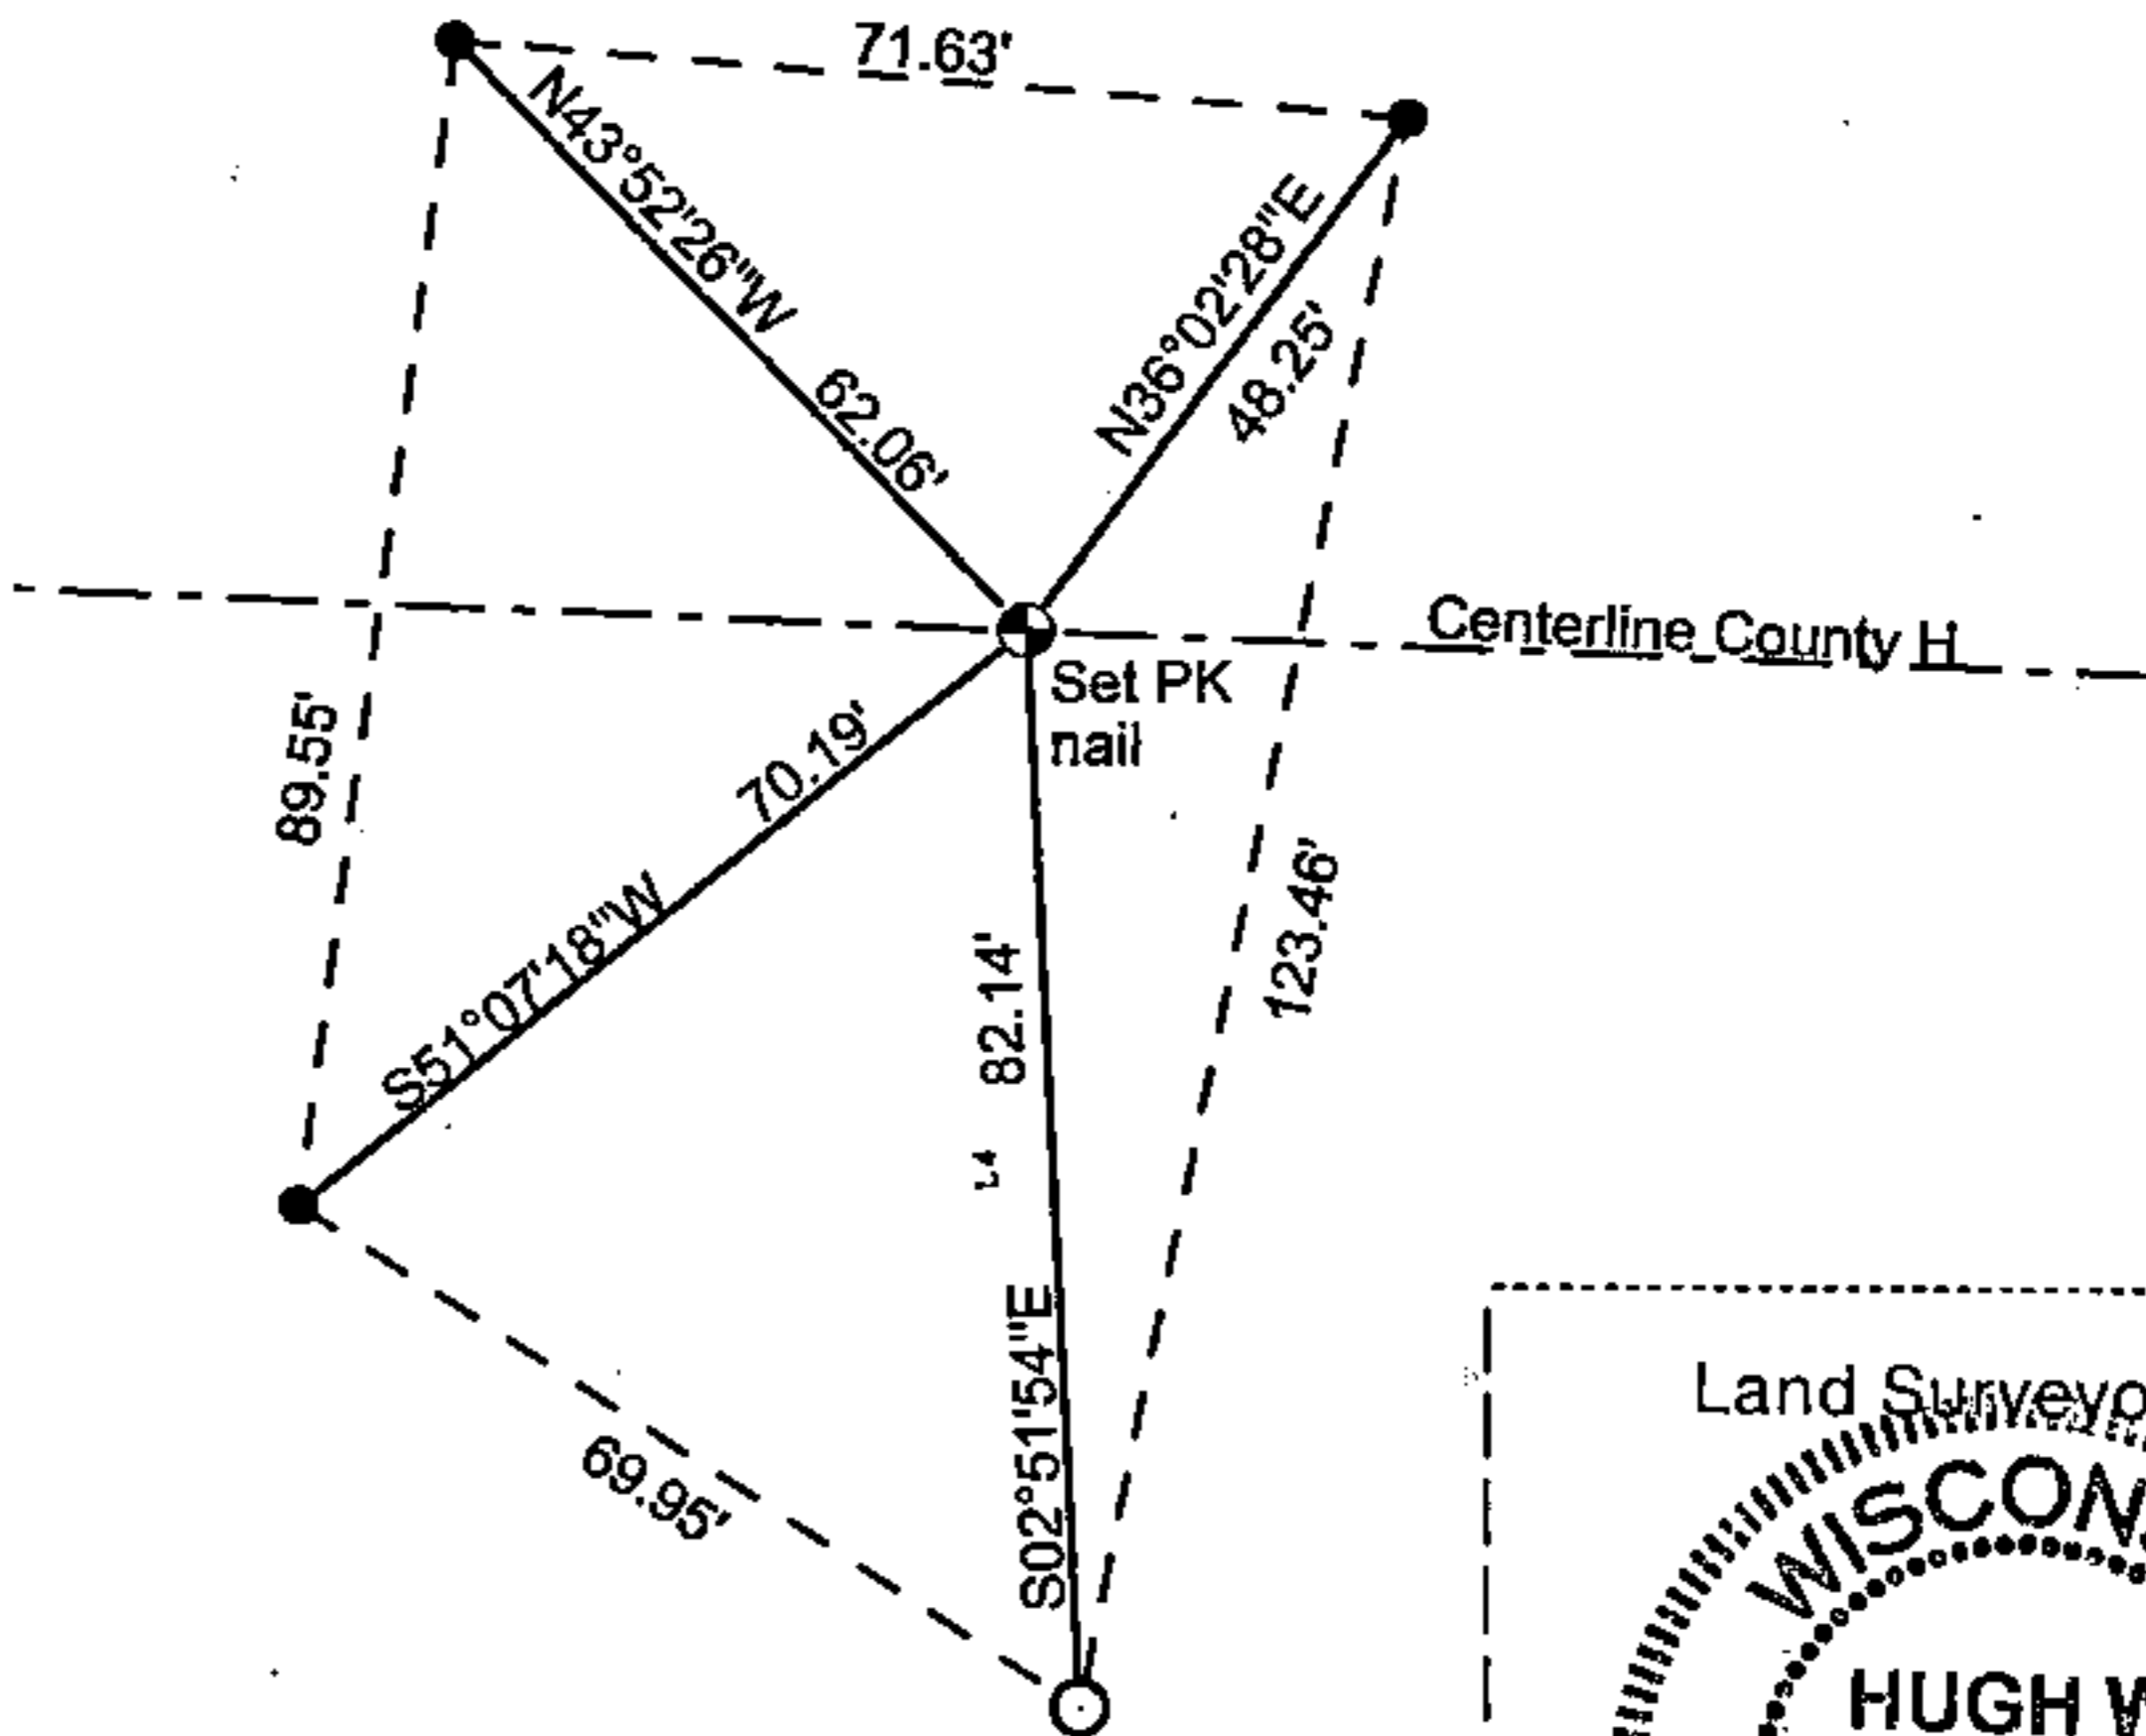 71.63'
N43°52'26"W
62.06'
N36°02'28"E
48.25'
Centerline County H
Set PK
nail
89.55'
70.19'
S51°07'18"W
82.14'
123.46'
S02°51'54"E
69.95'
Land Surveyo
WISCON
HUGH W